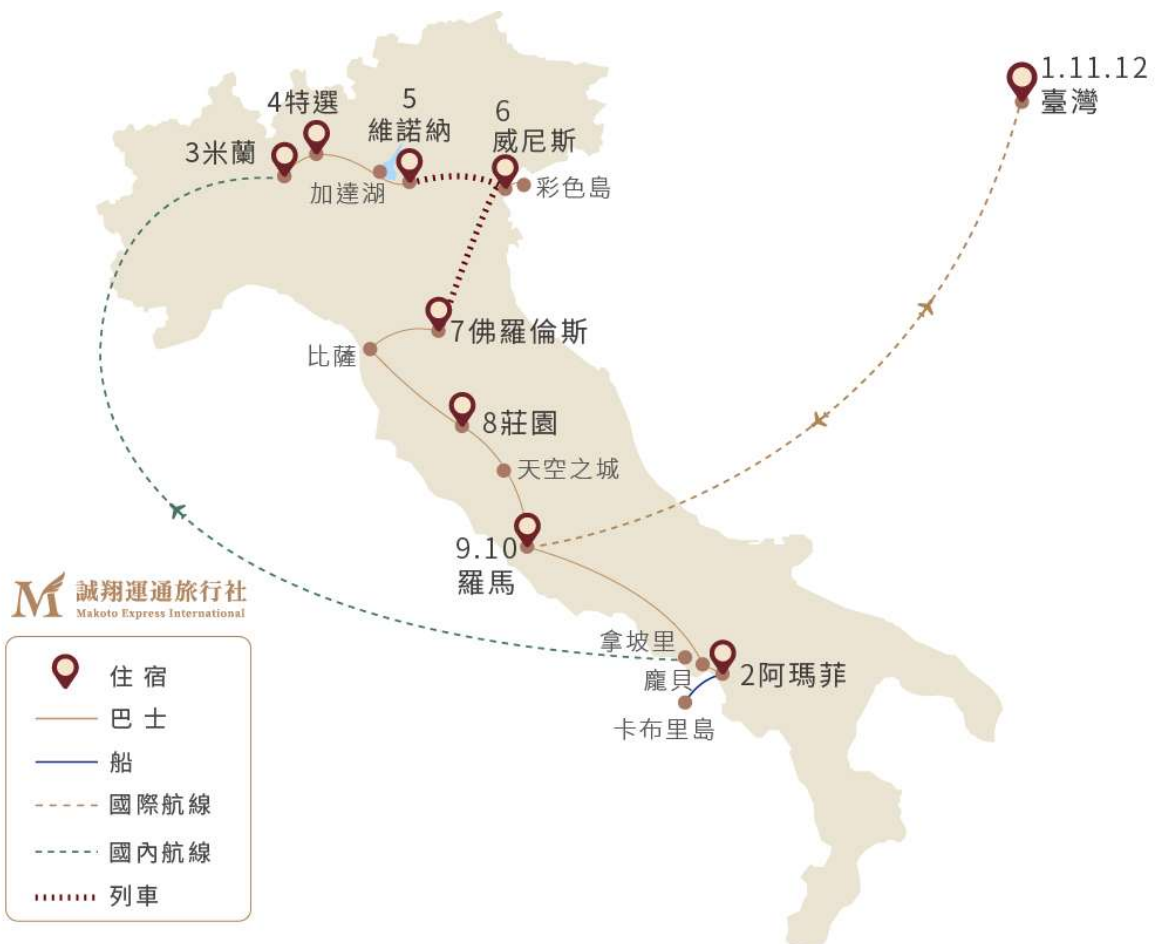 1.11.12
臺灣
4特選
5
維諾納
6
威尼斯
3米蘭
加達湖
彩色島
7佛羅倫斯
比薩
8莊園
天空之城
9.10
羅馬
拿坡里
龐貝
2阿瑪菲
卡布里島
誠翔運通旅行社
Makoto Express International
住宿
巴士
船
國際航線
國內航線
列車